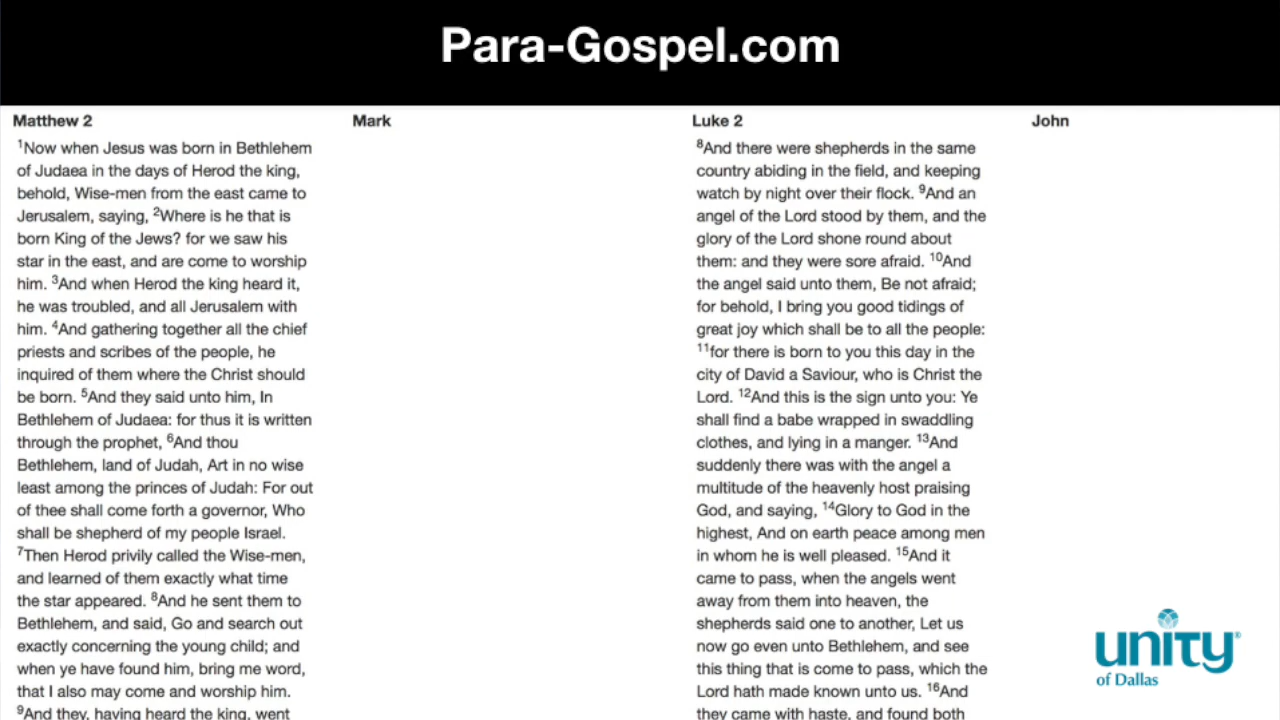 Para-Gospel.com
Matthew 2
¹Now when Jesus was born in Bethlehem
of Judaea in the days of Herod the king,
behold, Wise-men from the east came to
Jerusalem, saying, ²Where is he that is
born King of the Jews? for we saw his
star in the east, and are come to worship
him. ³And when Herod the king heard it,
he was troubled, and all Jerusalem with
him. ⁴And gathering together all the chief
priests and scribes of the people, he
inquired of them where the Christ should
be born. ⁵And they said unto him, In
Bethlehem of Judaea: for thus it is written
through the prophet, ⁶And thou
Bethlehem, land of Judah, Art in no wise
least among the princes of Judah: For out
of thee shall come forth a governor, Who
shall be shepherd of my people Israel.
⁷Then Herod privily called the Wise-men,
and learned of them exactly what time
the star appeared. ⁸And he sent them to
Bethlehem, and said, Go and search out
exactly concerning the young child; and
when ye have found him, bring me word,
that I also may come and worship him.
⁹And they, having heard the king, went
Mark
Luke 2
⁸And there were shepherds in the same
country abiding in the field, and keeping
watch by night over their flock. ⁹And an
angel of the Lord stood by them, and the
glory of the Lord shone round about
them: and they were sore afraid. ¹⁰And
the angel said unto them, Be not afraid;
for behold, I bring you good tidings of
great joy which shall be to all the people:
¹¹for there is born to you this day in the
city of David a Saviour, who is Christ the
Lord. ¹²And this is the sign unto you: Ye
shall find a babe wrapped in swaddling
clothes, and lying in a manger. ¹³And
suddenly there was with the angel a
multitude of the heavenly host praising
God, and saying, ¹⁴Glory to God in the
highest, And on earth peace among men
in whom he is well pleased. ¹⁵And it
came to pass, when the angels went
away from them into heaven, the
shepherds said one to another, Let us
now go even unto Bethlehem, and see
this thing that is come to pass, which the
Lord hath made known unto us. ¹⁶And
they came with haste, and found both
John
unity®
of Dallas